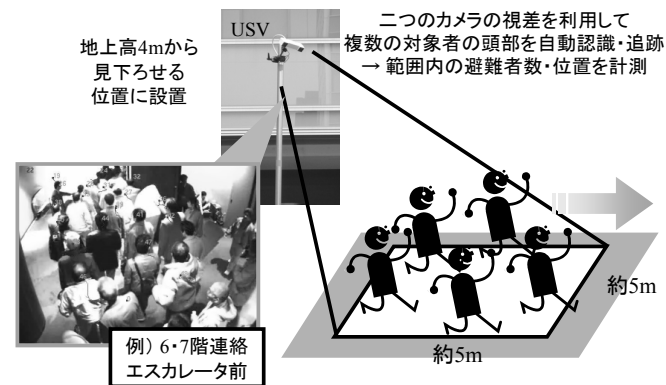 USV
地上高4mから
見下ろせる
位置に設置
二つのカメラの視差を利用して
複数の対象者の頭部を自動認識・追跡
→ 範囲内の避難者数・位置を計測
例) 6・7階連絡
エスカレータ前
約5m
約5m